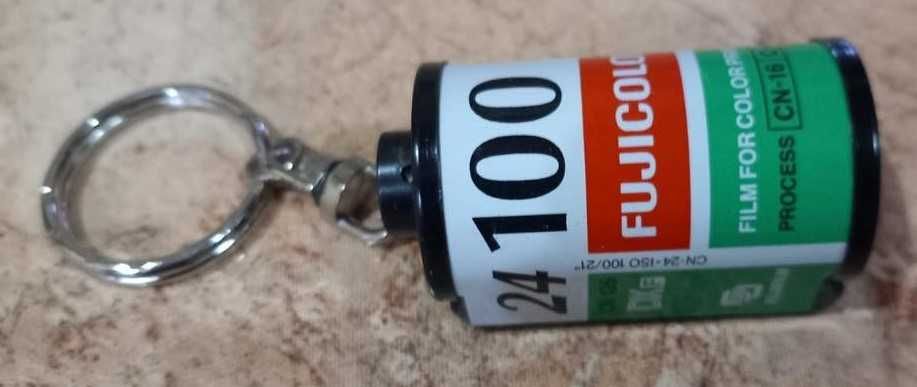 100
24
FUJICOLO
FILM FOR COLOR
PROCESS CN-16
CN-24-ISO 100/21°